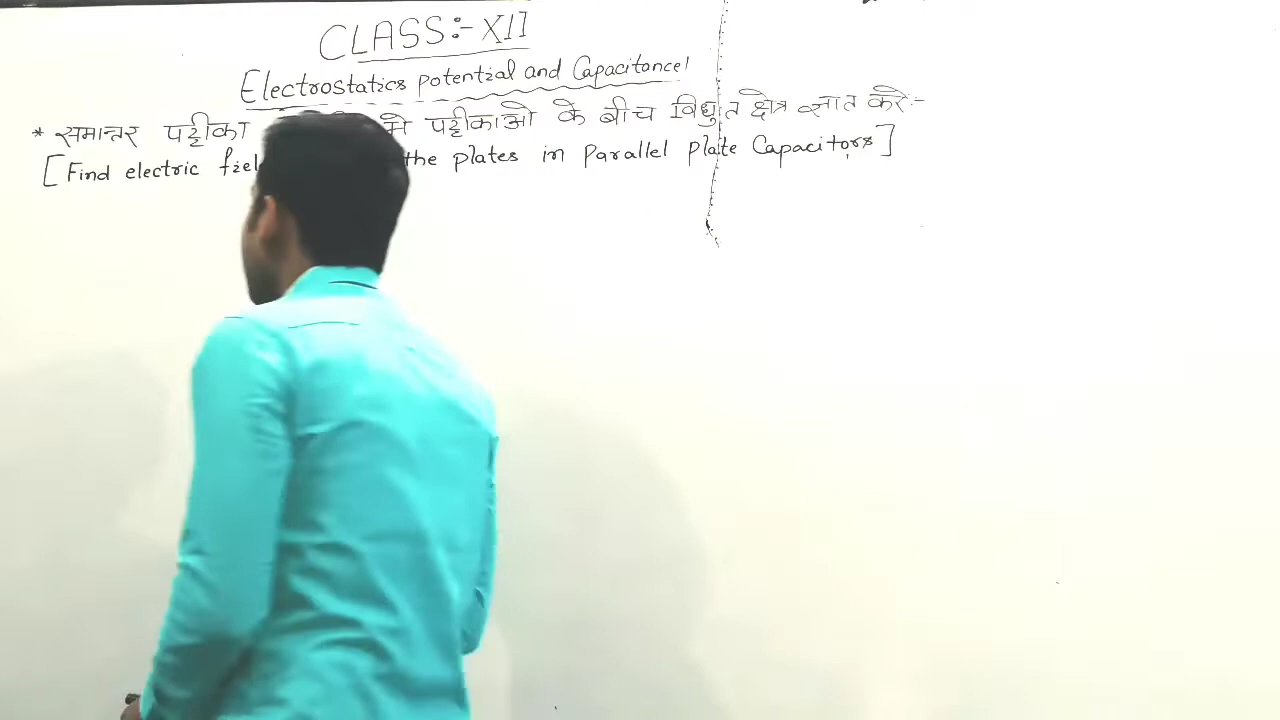 CLASS:- XII
Electrostatics potential and Capacitance
* समान्तर पट्टीका मे पट्टीकाओ के बीच विद्युत क्षेत्र ज्ञात करे:-
[Find electric the plates in parallel plate Capacitors]